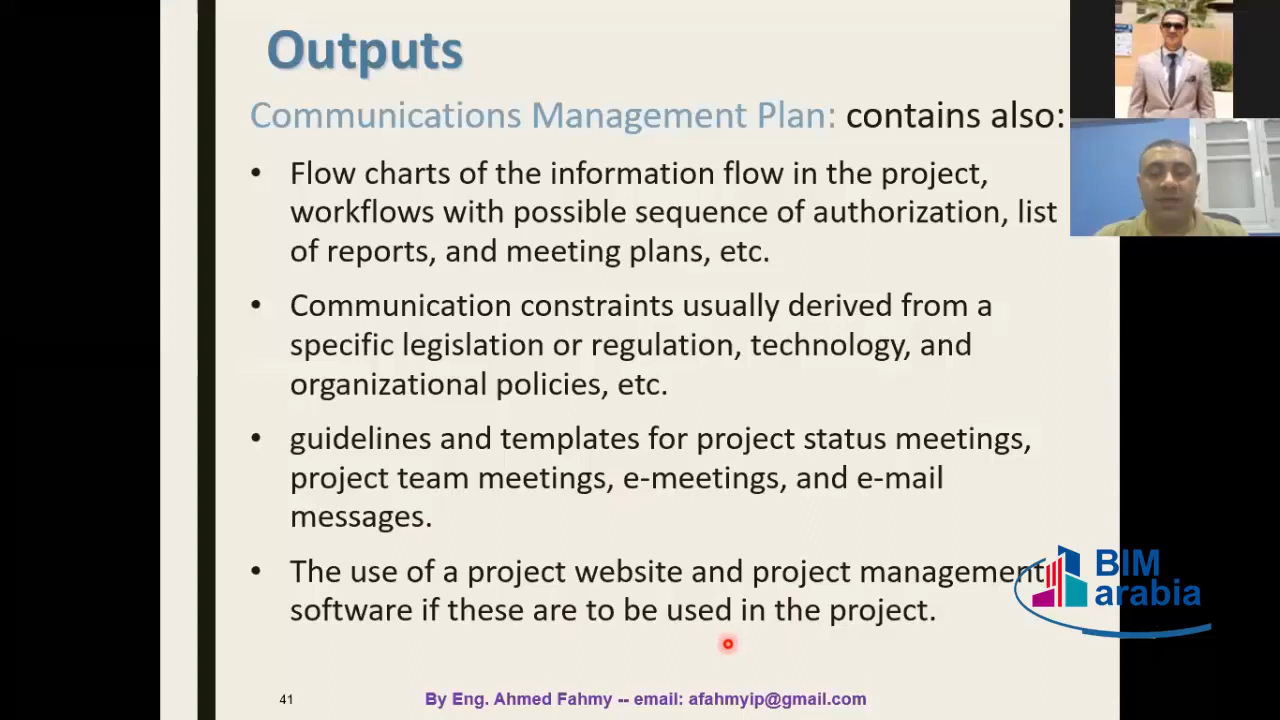 Outputs
Communications Management Plan: contains also:
• Flow charts of the information flow in the project,
workflows with possible sequence of authorization, list
of reports, and meeting plans, etc.
• Communication constraints usually derived from a
specific legislation or regulation, technology, and
organizational policies, etc.
• guidelines and templates for project status meetings,
project team meetings, e-meetings, and e-mail
messages.
• The use of a project website and project management
software if these are to be used in the project.
BIM
arabia
41
By Eng. Ahmed Fahmy -- email: afahmyip@gmail.com